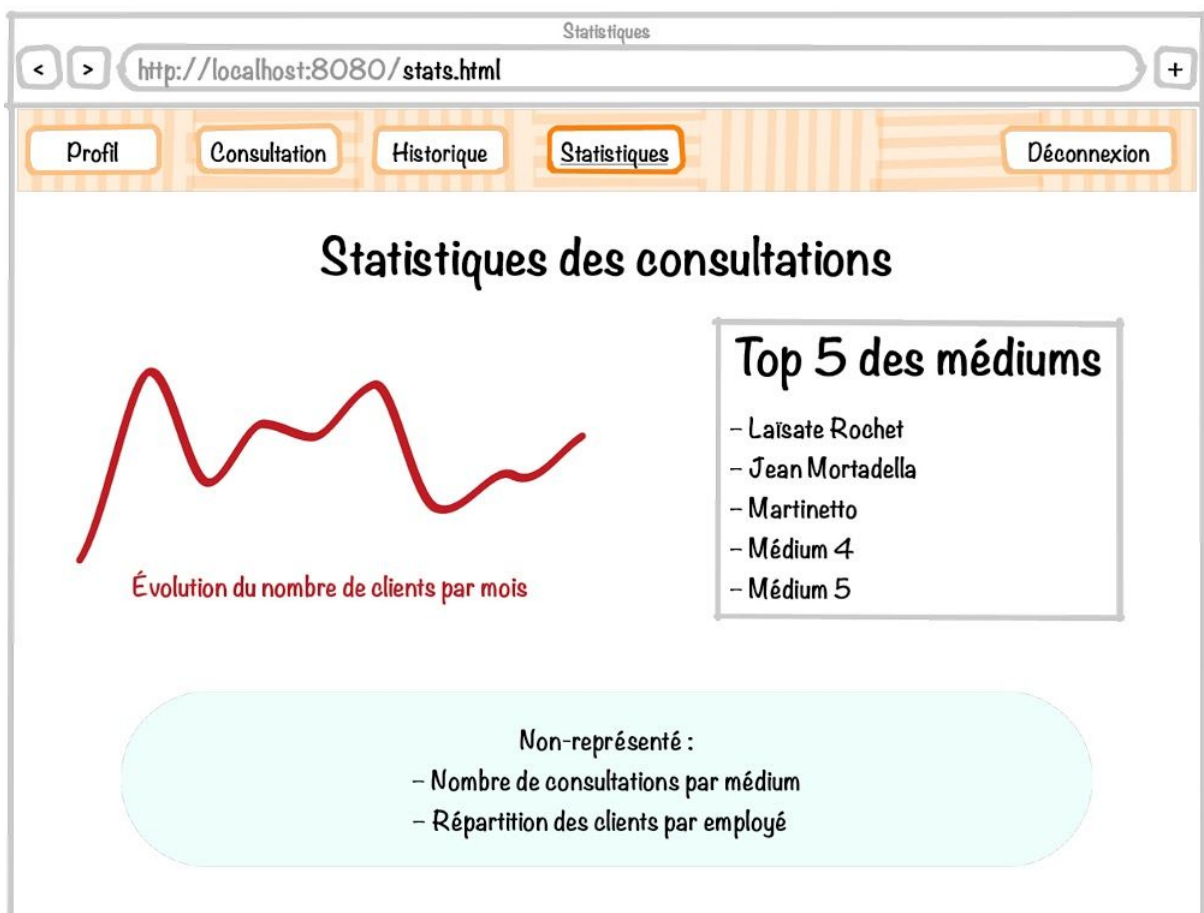 Statistiques
< > http://localhost:8080/stats.html +
Profil Consultation Historique Statistiques Déconnexion
Statistiques des consultations
Évolution du nombre de clients par mois
Top 5 des médiums
– Laïsate Rochet
– Jean Mortadella
– Martinetto
– Médium 4
– Médium 5
Non-représenté :
– Nombre de consultations par médium
– Répartition des clients par employé